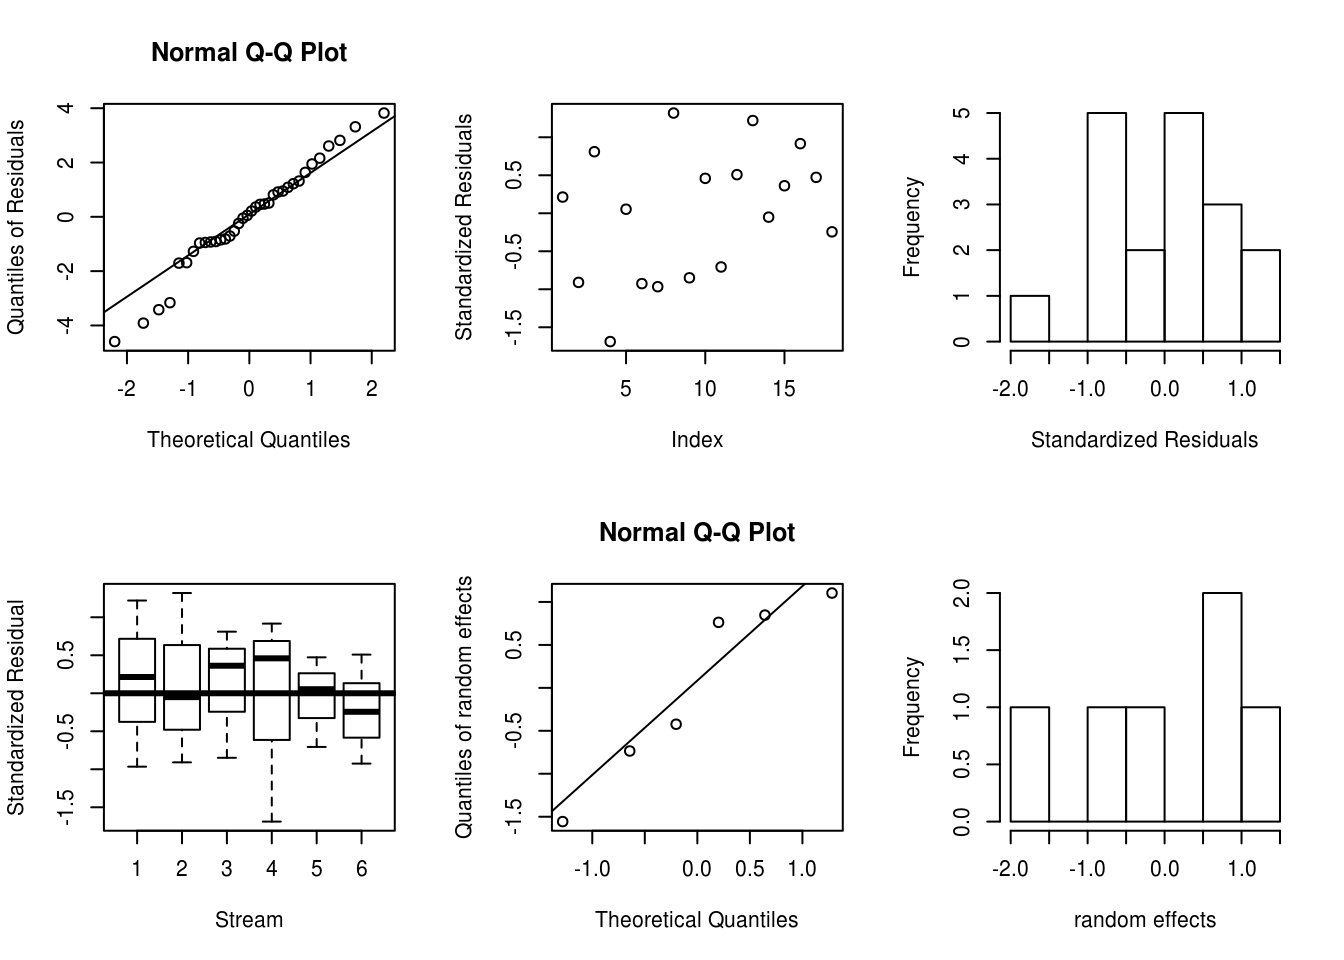 Normal Q-Q Plot
Quantiles of Residuals
4
2
0
-2
-4
-2 -1 0 1 2
Theoretical Quantiles
Standardized Residuals
0.5
-0.5
-1.5
5 10 15
Index
Frequency
5
4
3
2
1
0
-2.0 -1.0 0.0 1.0
Standardized Residuals
Standardized Residual
0.5
-0.5
-1.5
1 2 3 4 5 6
Stream
Normal Q-Q Plot
Quantiles of random effects
0.5
-0.5
-1.5
-1.0 0.0 0.5 1.0
Theoretical Quantiles
Frequency
2.0
1.5
1.0
0.5
0.0
-2.0 -1.0 0.0 1.0
random effects